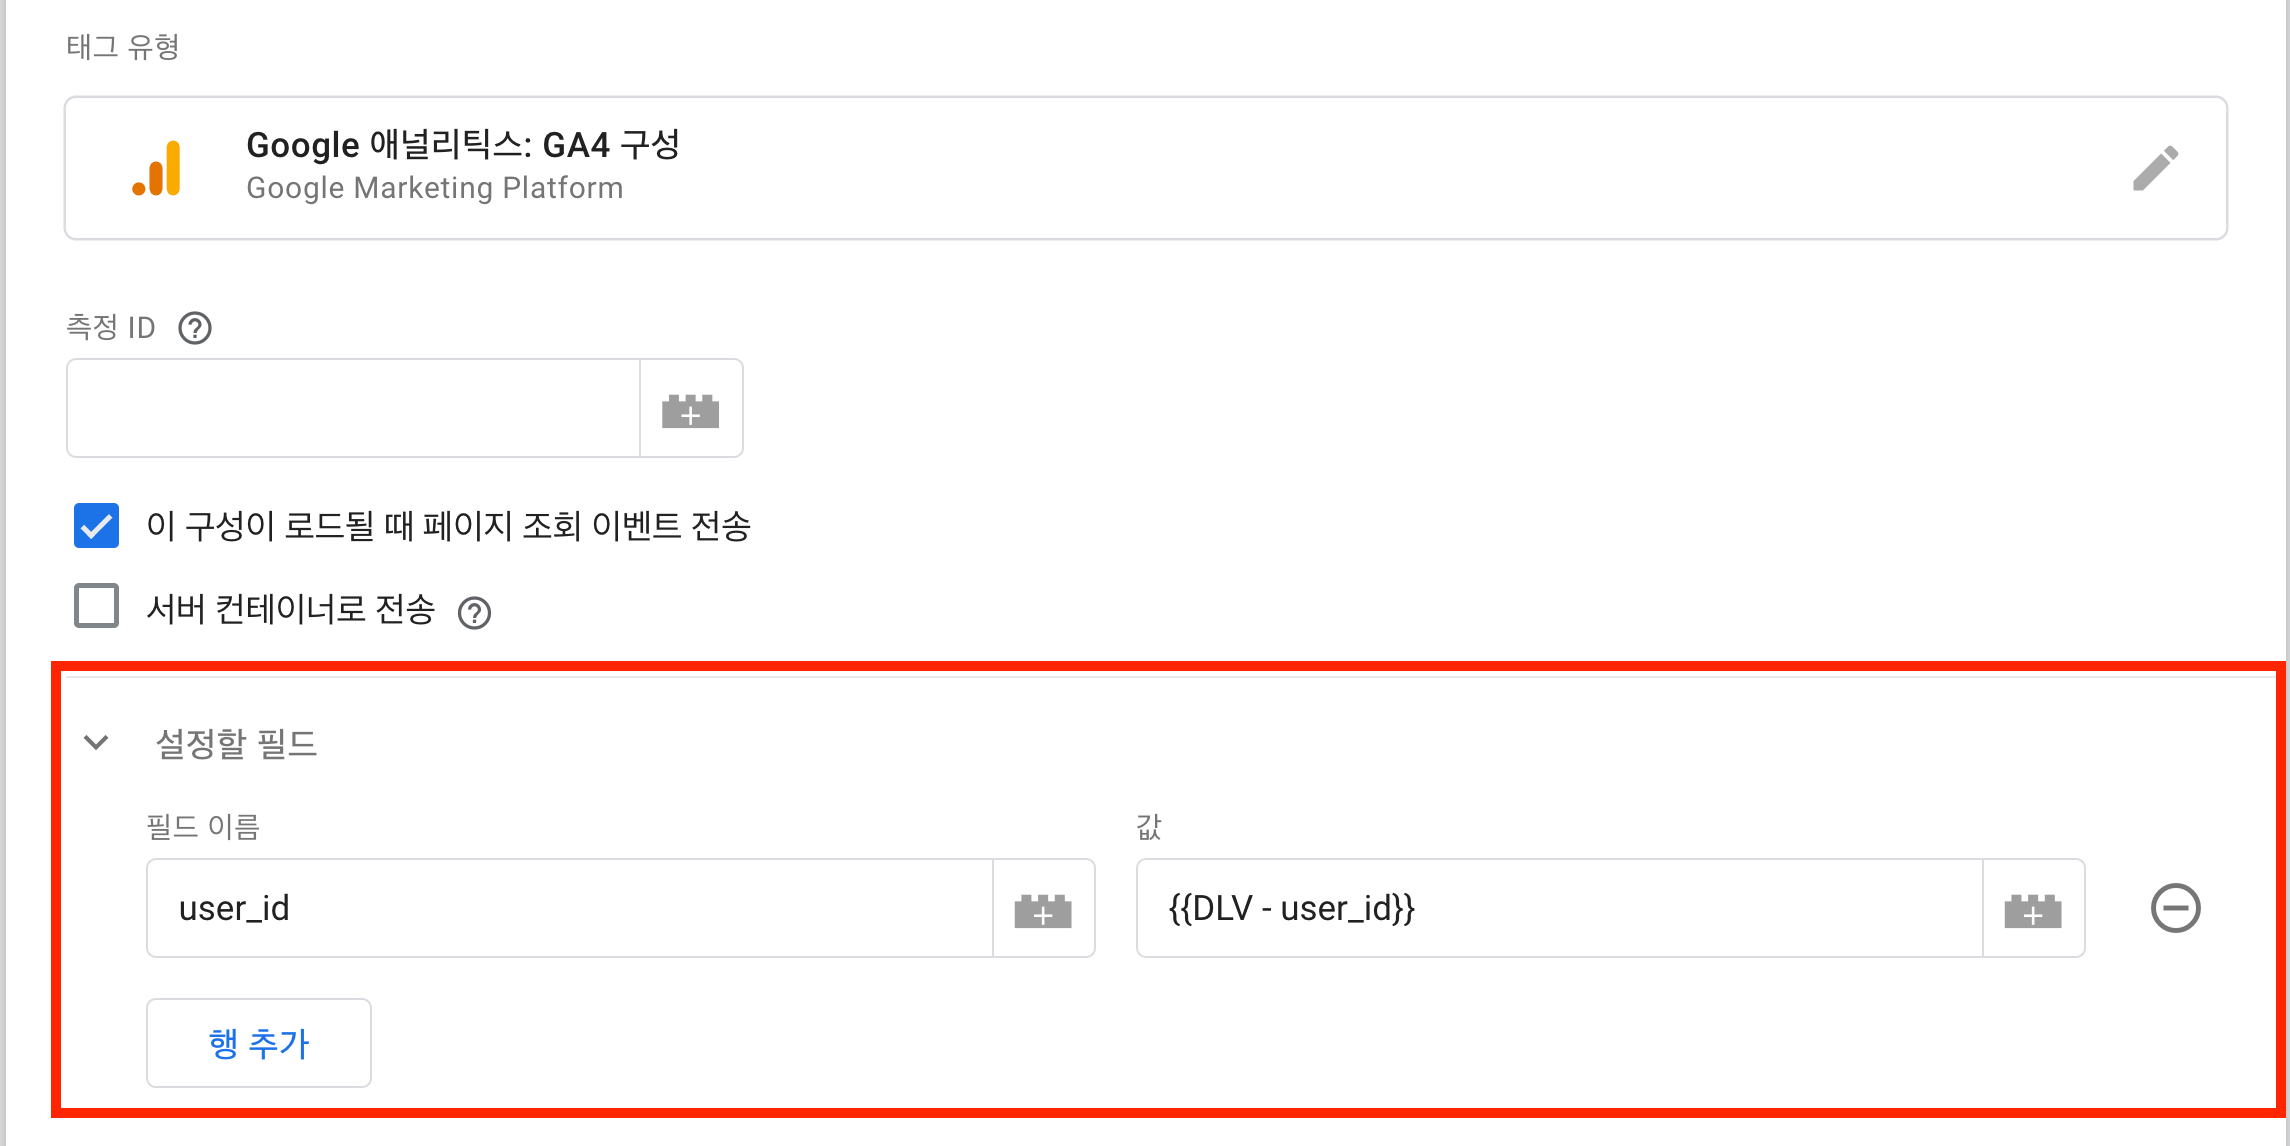 태그 유형
Google 애널리틱스: GA4 구성
Google Marketing Platform
측정 ID
이 구성이 로드될 때 페이지 조회 이벤트 전송
서버 컨테이너로 전송
설정할 필드
필드 이름 값
user_id {{DLV - user_id}}
행 추가